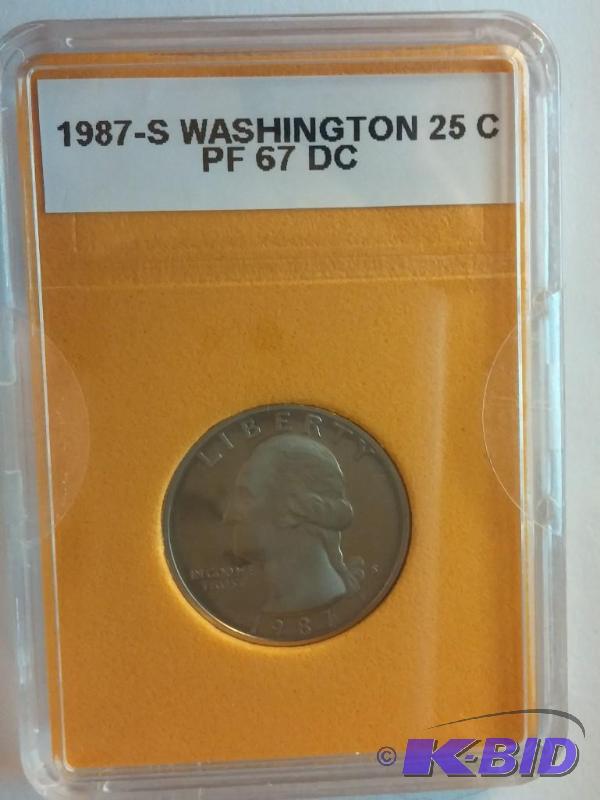 1987-S WASHINGTON 25 C
PF 67 DC
LIBERTY
IN GOD WE
TRUST
S
1987
© K-BID